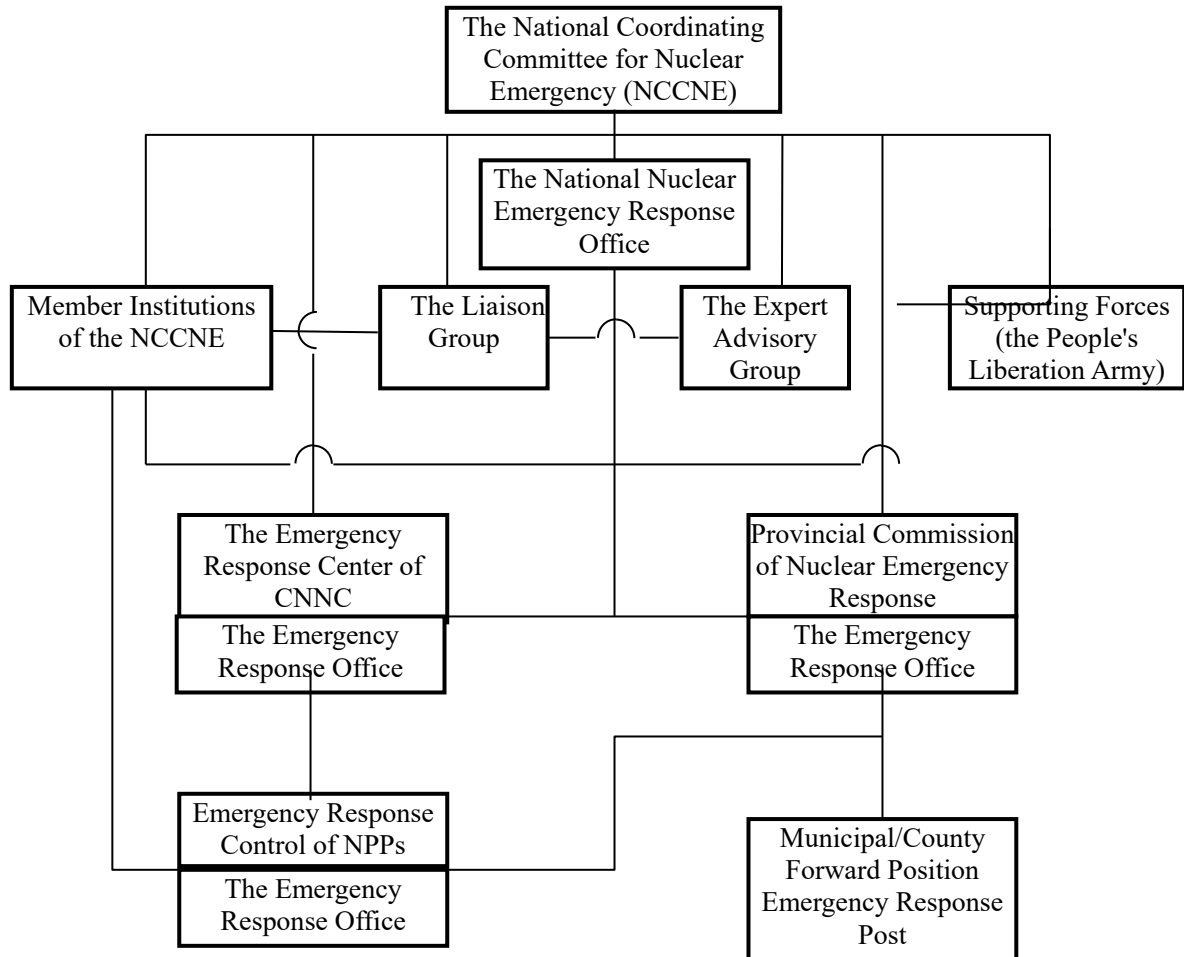 The National Coordinating
Committee for Nuclear
Emergency (NCCNE)
The National Nuclear
Emergency Response
Office
Member Institutions
of the NCCNE
The Liaison
Group
The Expert
Advisory
Group
Supporting Forces
(the People's
Liberation Army)
The Emergency
Response Center of
CNNC
The Emergency
Response Office
Provincial Commission
of Nuclear Emergency
Response
The Emergency
Response Office
Emergency Response
Control of NPPs
The Emergency
Response Office
Municipal/County
Forward Position
Emergency Response
Post